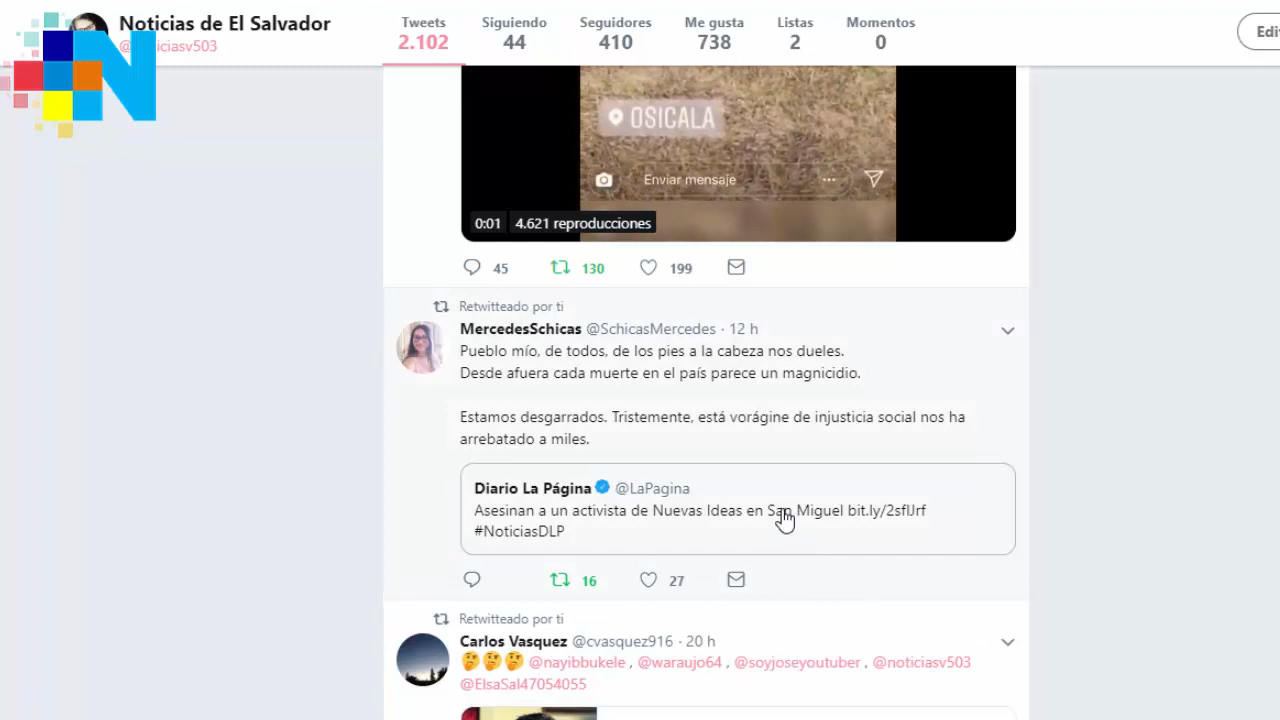 Noticias de El Salvador
@noticiasv503
Tweets Siguiendo Seguidores Me gusta Listas Momentos
2.102 44 410 738 2 0
Edi
N
OSICALA
Enviar mensaje
0:01 4.621 reproducciones
45 130 199
Retwitteado por ti
MercedesSchicas @SchicasMercedes · 12 h
Pueblo mío, de todos, de los pies a la cabeza nos dueles.
Desde afuera cada muerte en el país parece un magnicidio.
Estamos desgarrados. Tristemente, está vorágine de injusticia social nos ha
arrebatado a miles.
Diario La Página @LaPagina
Asesinan a un activista de Nuevas Ideas en San Miguel bit.ly/2sflJrf
#NoticiasDLP
16 27
Retwitteado por ti
Carlos Vasquez @cvasquez916 · 20 h
🤔🤔🤔 @nayibbukele , @waraujo64 , @soyjoseyoutuber , @noticiasv503
@ElsaSal47054055